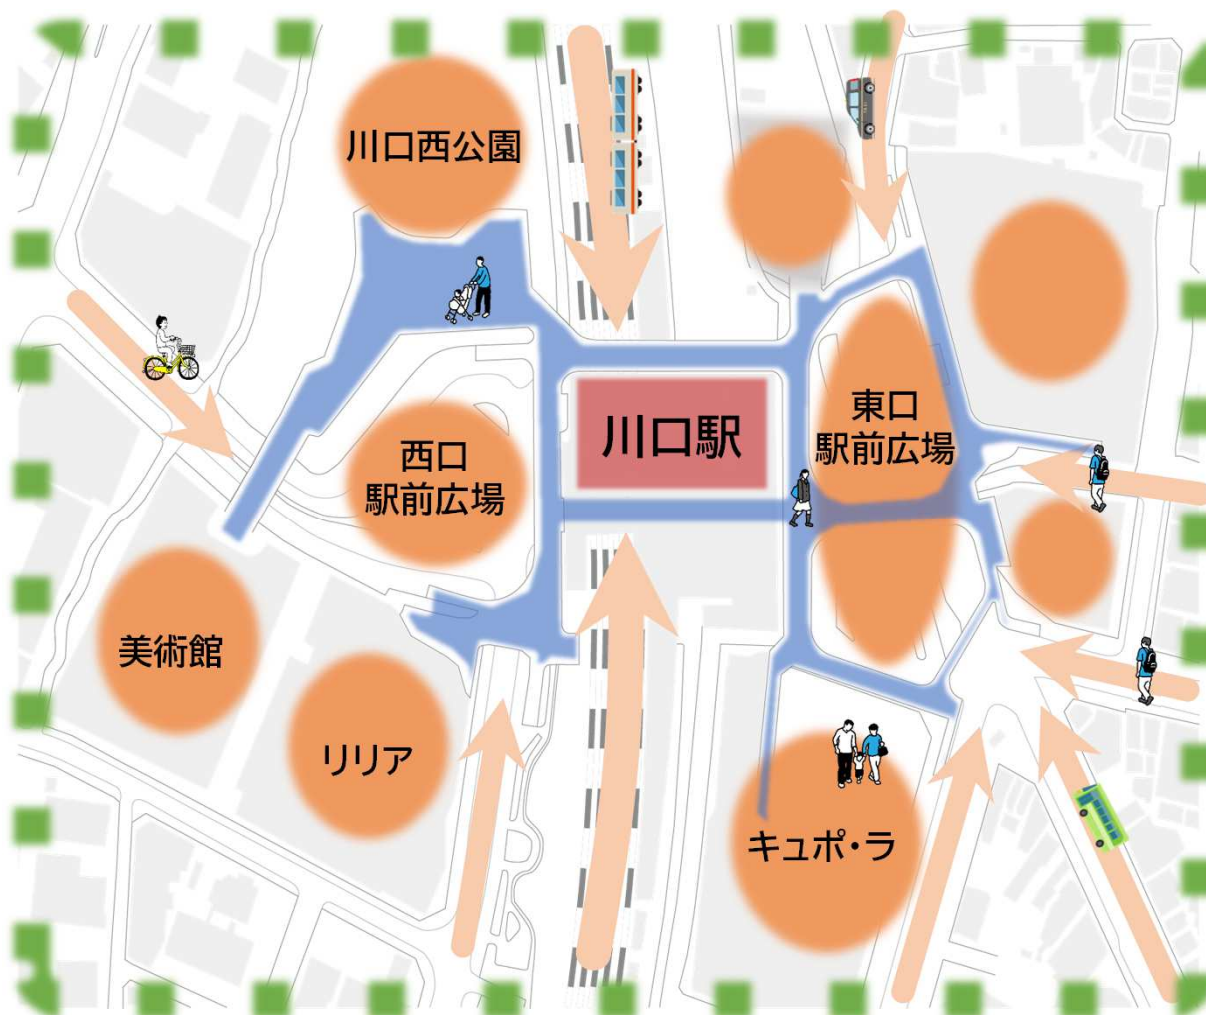 川口西公園
川口駅
東口
駅前広場
西口
駅前広場
美術館
リリア
キュポ・ラ